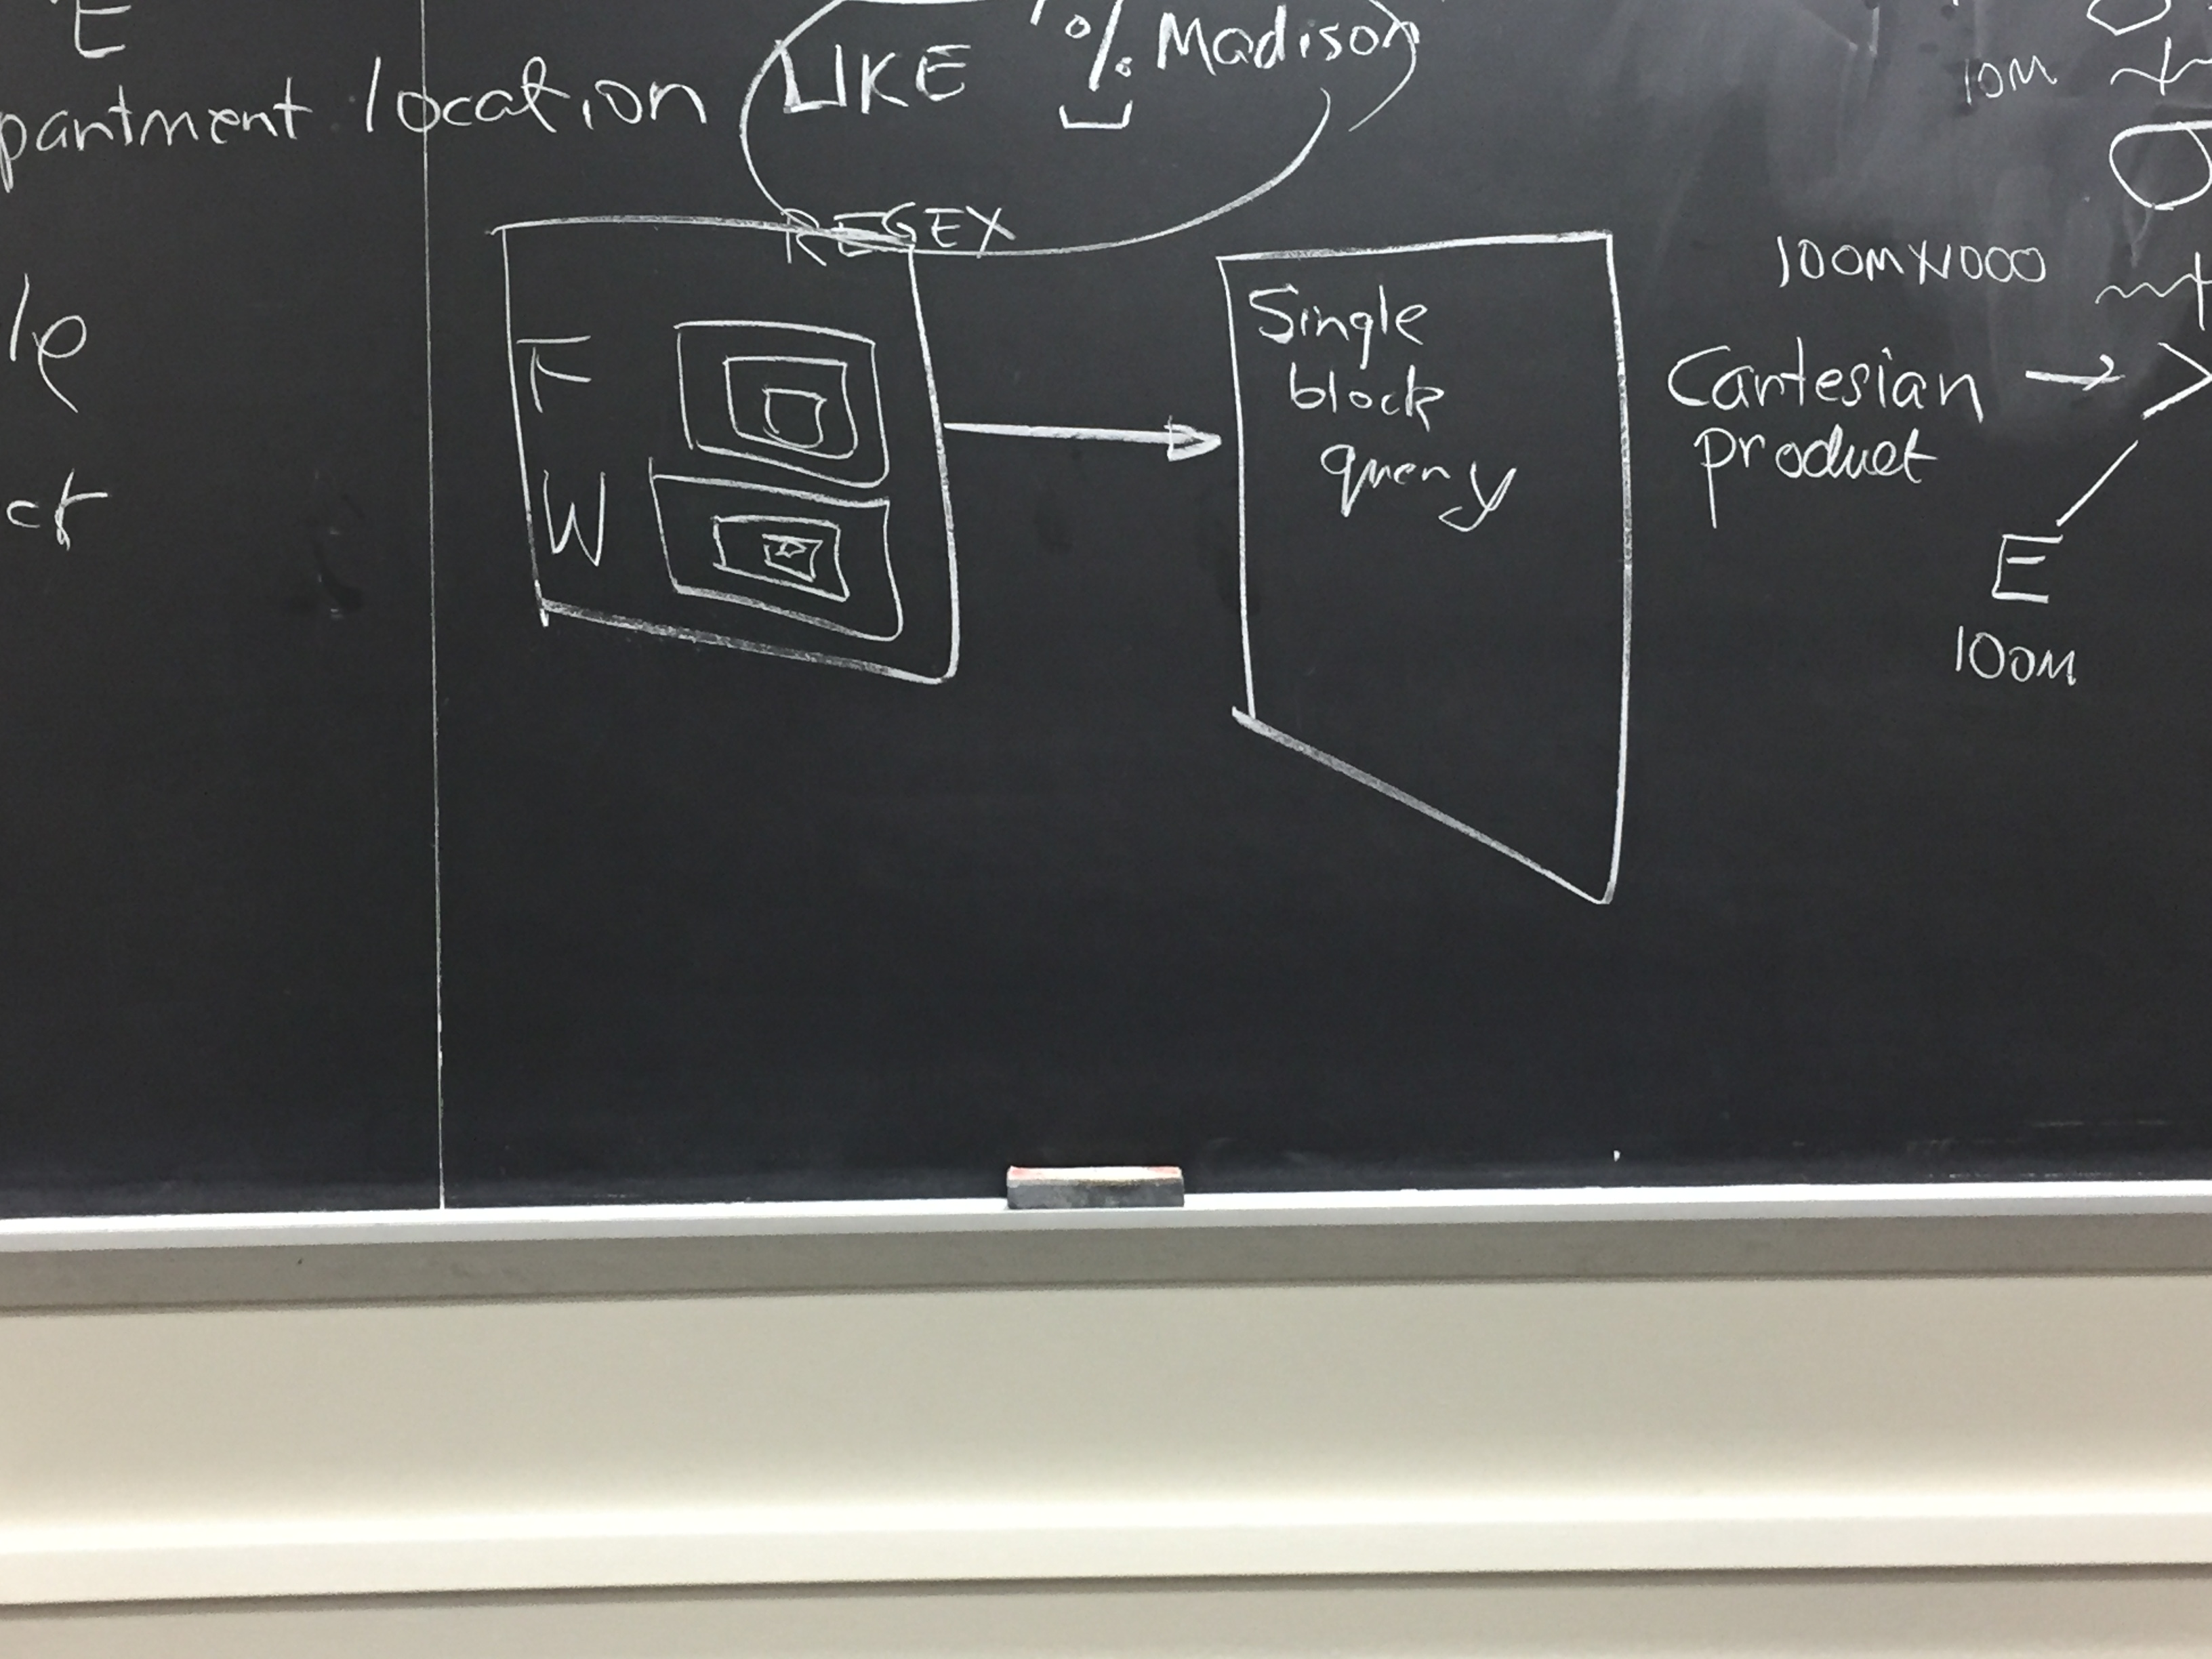 E
partment location
LIKE '% Madison
REGEX
le
ct
F
W
Single
block
query
10M
100M x 1000
Cartesian →
product
E
100M